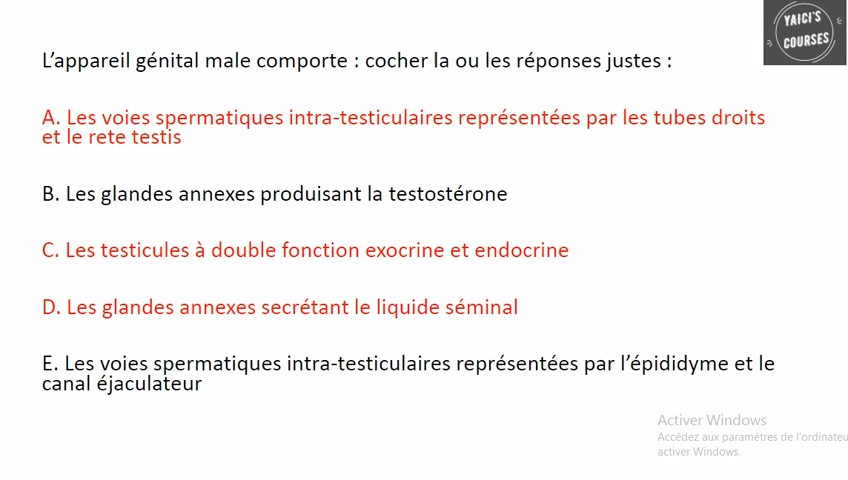 YAICI'S
COURSES
L'appareil génital male comporte : cocher la ou les réponses justes :
A. Les voies spermatiques intra-testiculaires représentées par les tubes droits
et le rete testis
B. Les glandes annexes produisant la testostérone
C. Les testicules à double fonction exocrine et endocrine
D. Les glandes annexes secrétant le liquide séminal
E. Les voies spermatiques intra-testiculaires représentées par l'épididyme et le
canal éjaculateur
Activer Windows
Accédez aux paramètres de l'ordinateu
activer Windows.